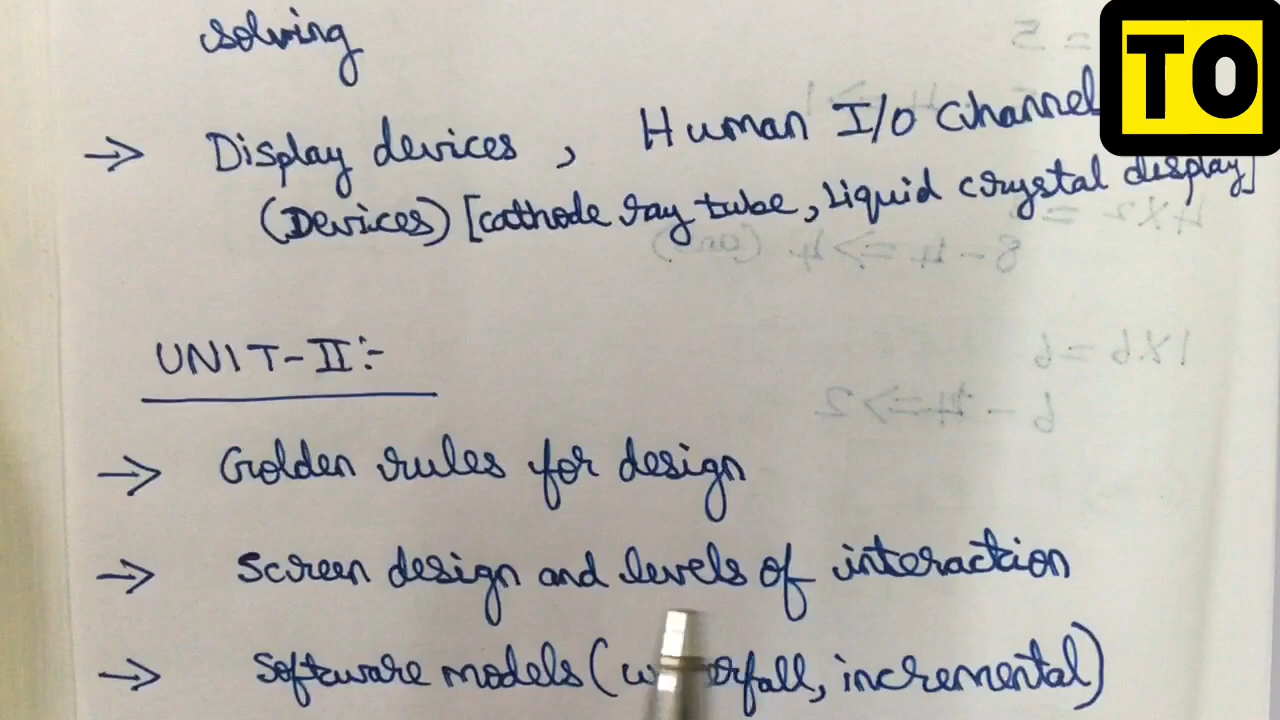 solving
TO
→ Display devices, Human I/O channel
(Devices) [cathode ray tube, Liquid crystal display]
UNIT-II:-
→ Golden rules for design
→ Screen design and levels of interaction
→ Software models ( incremental)